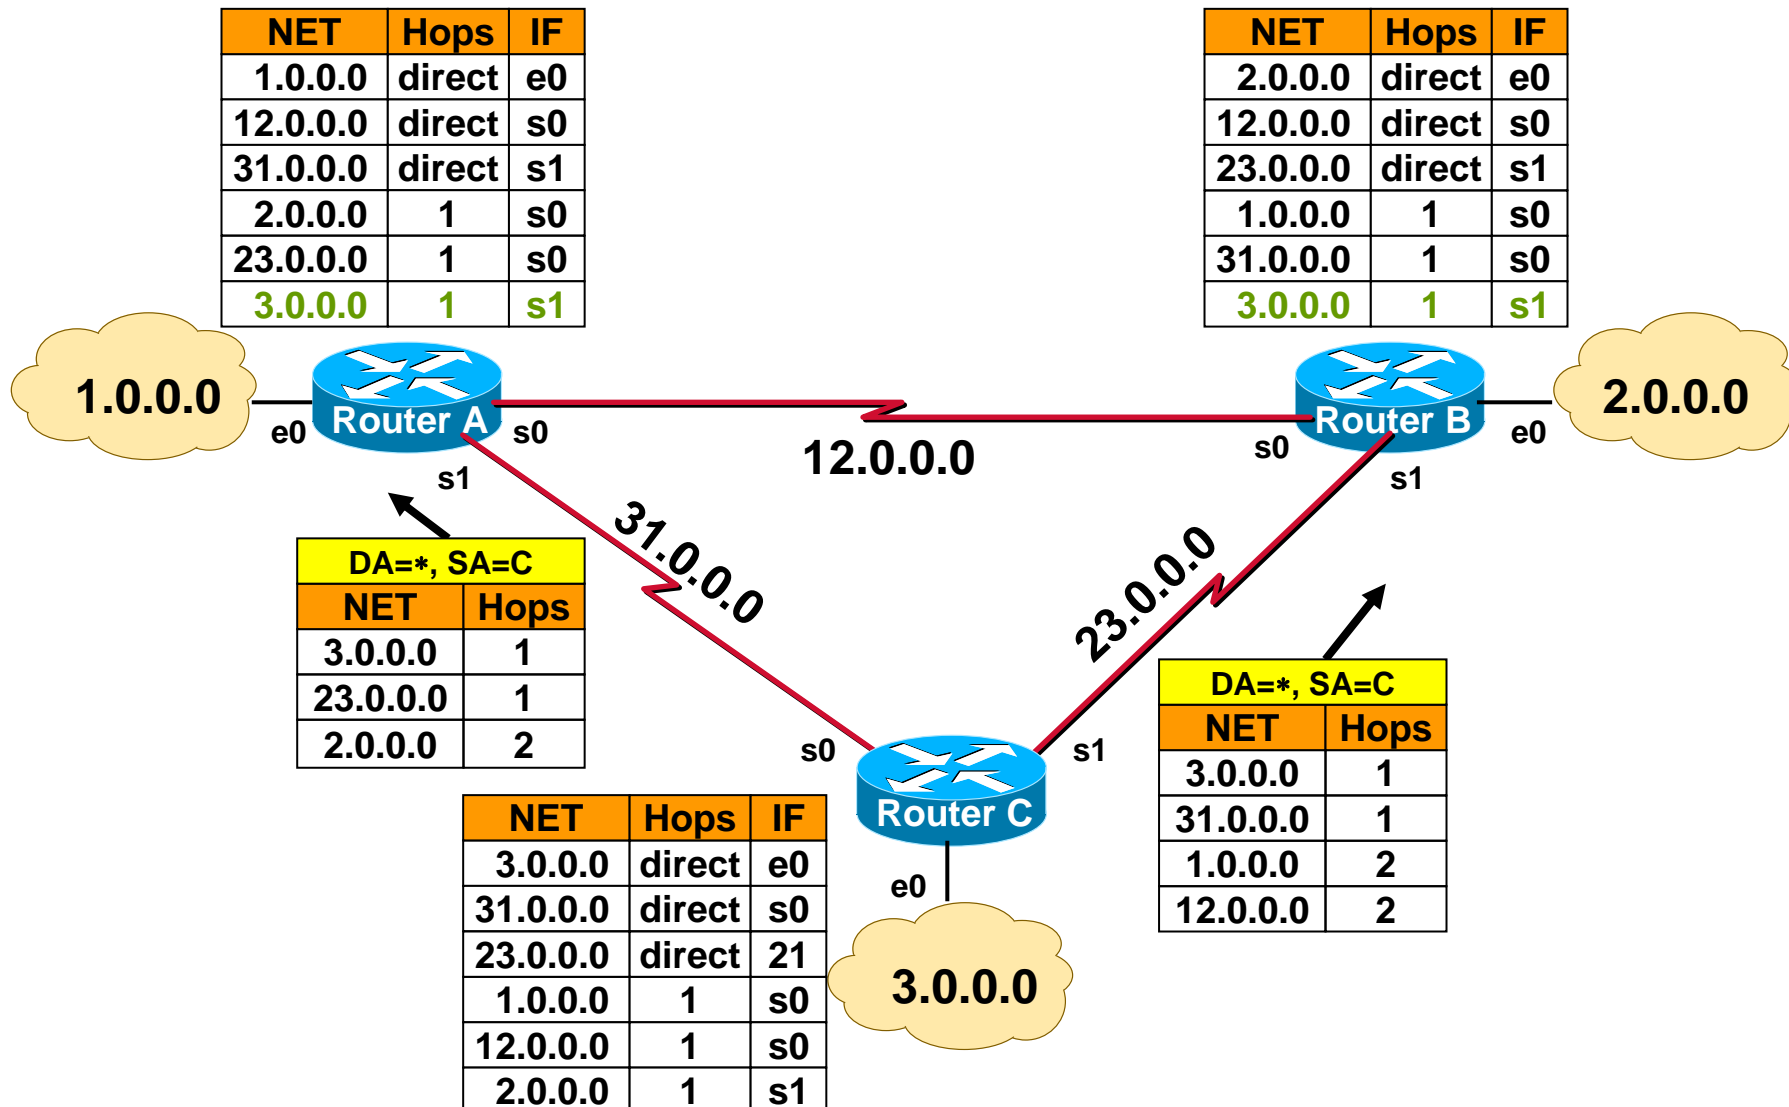 NET Hops IF
1.0.0.0 direct e0
12.0.0.0 direct s0
31.0.0.0 direct s1
2.0.0.0 1 s0
23.0.0.0 1 s0
3.0.0.0 1 s1
NET Hops IF
2.0.0.0 direct e0
12.0.0.0 direct s0
23.0.0.0 direct s1
1.0.0.0 1 s0
31.0.0.0 1 s0
3.0.0.0 1 s1
1.0.0.0
e0
Router A
s0
s1
12.0.0.0
s0
Router B
e0
s1
2.0.0.0
31.0.0.0
23.0.0.0
DA=*, SA=C
NET Hops
3.0.0.0 1
23.0.0.0 1
2.0.0.0 2
DA=*, SA=C
NET Hops
3.0.0.0 1
31.0.0.0 1
1.0.0.0 2
12.0.0.0 2
s0
s1
Router C
e0
3.0.0.0
NET Hops IF
3.0.0.0 direct e0
31.0.0.0 direct s0
23.0.0.0 direct 21
1.0.0.0 1 s0
12.0.0.0 1 s0
2.0.0.0 1 s1